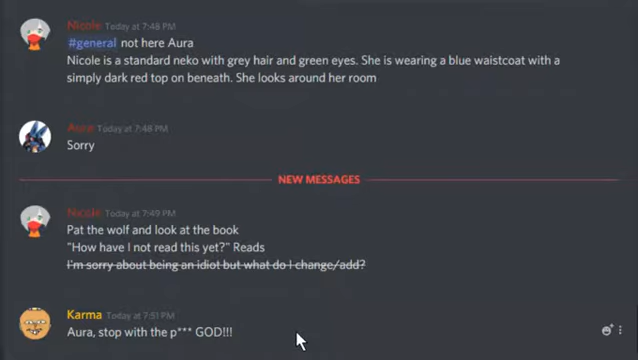 Nicole Today at 7:48 PM
#general not here Aura
Nicole is a standard neko with grey hair and green eyes. She is wearing a blue waistcoat with a
simply dark red top on beneath. She looks around her room
Aura Today at 7:48 PM
Sorry
NEW MESSAGES
Nicole Today at 7:49 PM
Pat the wolf and look at the book
"How have I not read this yet?" Reads
I'm sorry about being an idiot but what do I change/add?
Karma Today at 7:51 PM
Aura, stop with the p*** GOD!!!